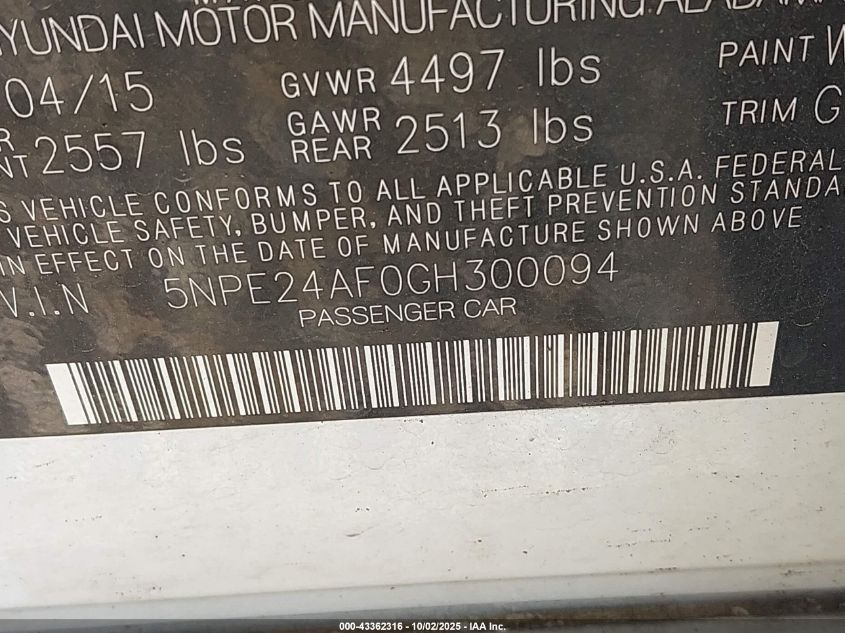 HYUNDAI MOTOR MANUFACTURING ALABAMA
04/15 GVWR 4497 lbs PAINT W
2557 lbs GAWR REAR 2513 lbs TRIM G
S VEHICLE CONFORMS TO ALL APPLICABLE U.S.A. FEDERAL
VEHICLE SAFETY, BUMPER, AND THEFT PREVENTION STANDA
IN EFFECT ON THE DATE OF MANUFACTURE SHOWN ABOVE
V.I.N 5NPE24AF0GH300094
PASSENGER CAR
000-43362316 - 10/02/2025 - IAA Inc.